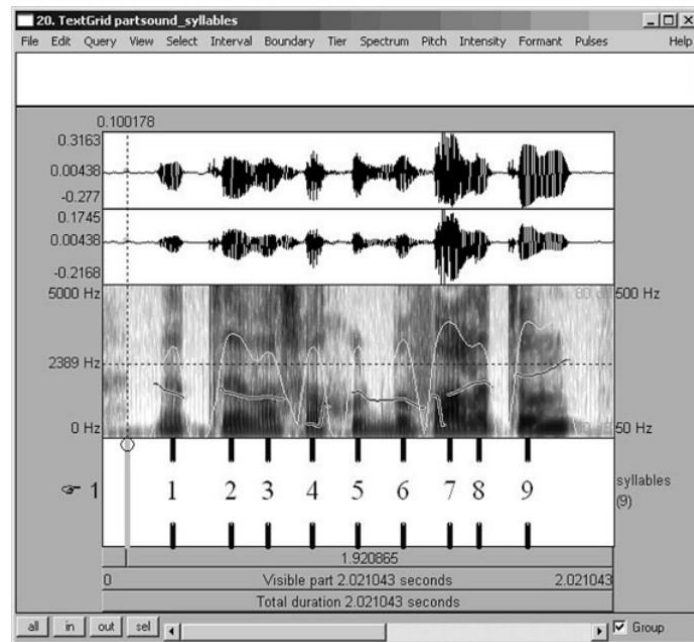 20. TextGrid partsound_syllables
File Edit Query View Select Interval Boundary Tier Spectrum Pitch Intensity Formant Pulses Help
0.100178
0.3163
0.00438
-0.277
0.1745
0.00438
-0.2168
5000 Hz 500 Hz
2389 Hz
0 Hz 50 Hz
1 1 2 3 4 5 6 7 8 9 syllables
(9)
1.920865
0 Visible part 2.021043 seconds 2.021043
Total duration 2.021043 seconds
all in out sel Group